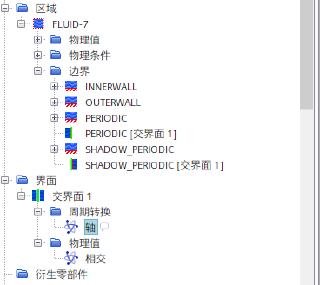 区域
FLUID-7
物理值
物理条件
边界
INNERWALL
OUTERWALL
PERIODIC
PERIODIC [交界面 1]
SHADOW_PERIODIC
SHADOW_PERIODIC [交界面 1]
界面
交界面 1
周期转换
轴
物理值
相交
衍生零部件